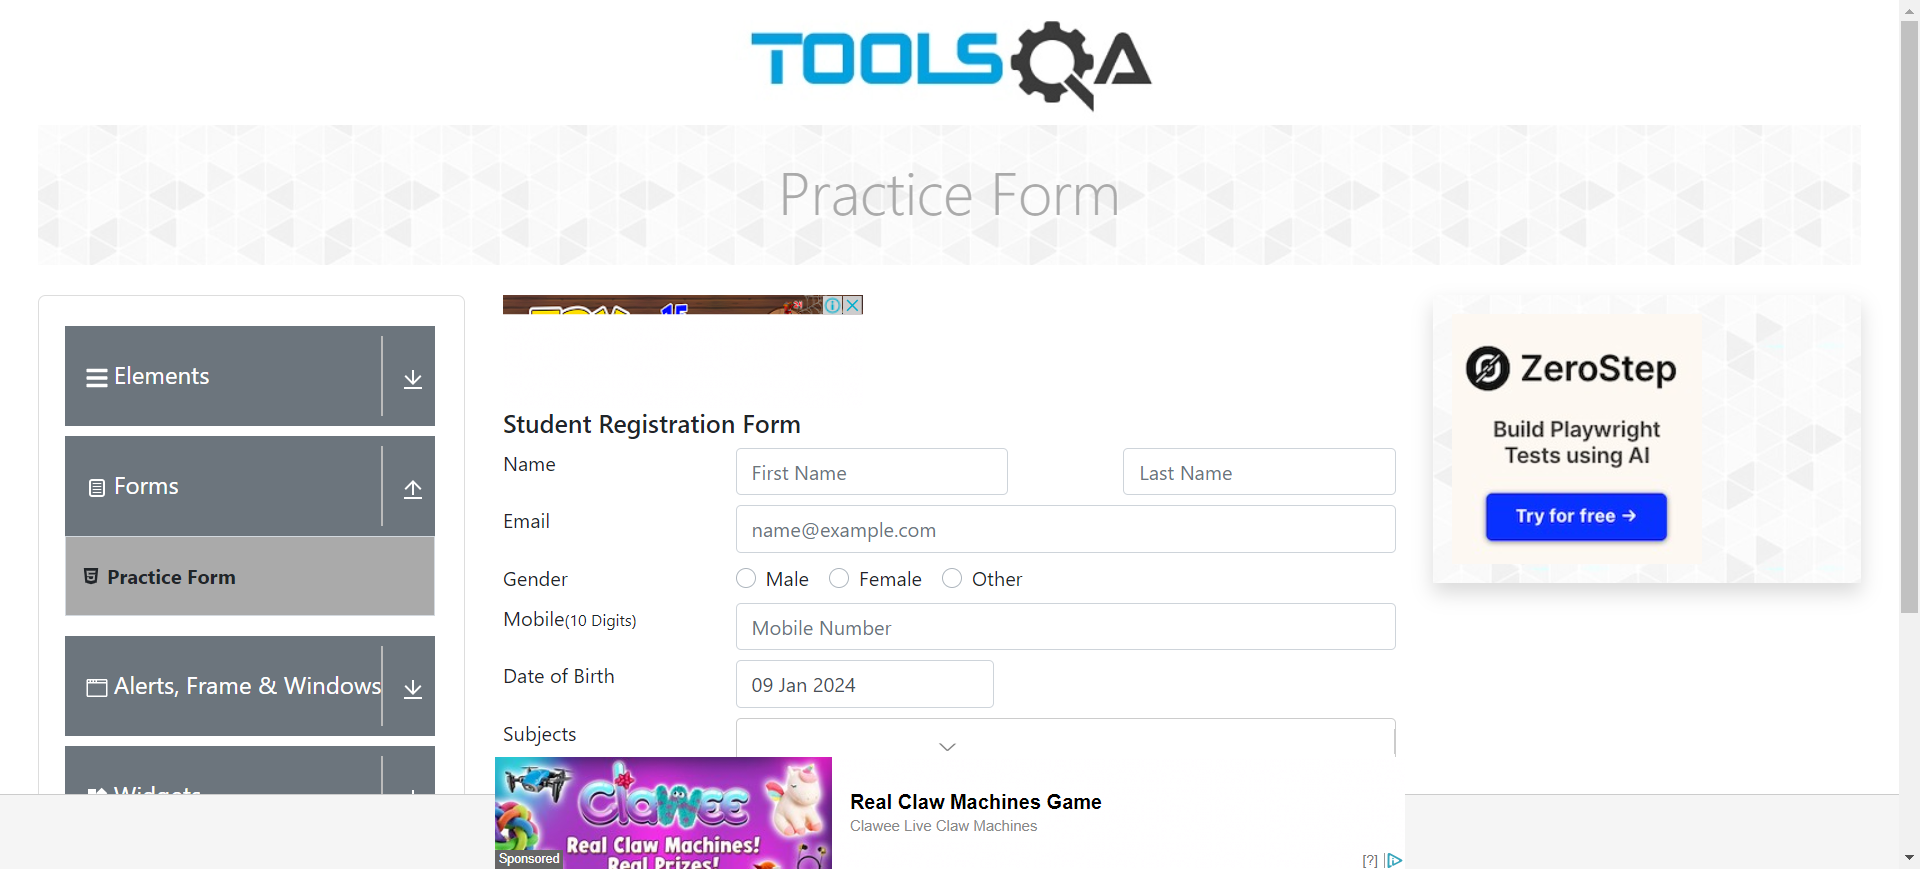 TOOLSQA
Practice Form
Elements
Forms
Practice Form
Alerts, Frame & Windows
Widgets
15
Student Registration Form
Name
First Name
Last Name
Email
name@example.com
Gender
Male
Female
Other
Mobile(10 Digits)
Mobile Number
Date of Birth
09 Jan 2024
Subjects
ZeroStep
Build Playwright
Tests using AI
Try for free →
Clawee
Real Claw Machines!
Real Prizes!
Sponsored
Real Claw Machines Game
Clawee Live Claw Machines
[?]